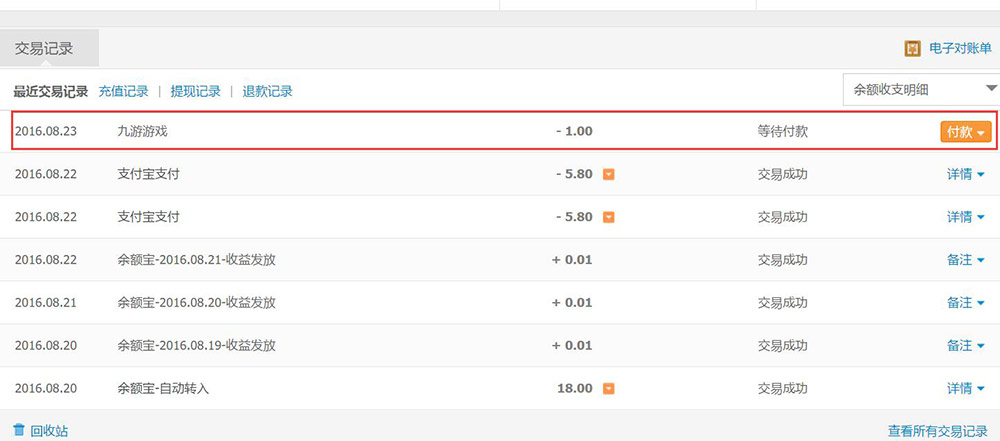 交易记录 电子对账单
最近交易记录 充值记录 | 提现记录 | 退款记录 余额收支明细
2016.08.23 九游游戏 - 1.00 等待付款 付款
2016.08.22 支付宝支付 - 5.80 交易成功 详情
2016.08.22 支付宝支付 - 5.80 交易成功 详情
2016.08.22 余额宝-2016.08.21-收益发放 + 0.01 交易成功 备注
2016.08.21 余额宝-2016.08.20-收益发放 + 0.01 交易成功 备注
2016.08.20 余额宝-2016.08.19-收益发放 + 0.01 交易成功 备注
2016.08.20 余额宝-自动转入 18.00 交易成功 详情
回收站 查看所有交易记录